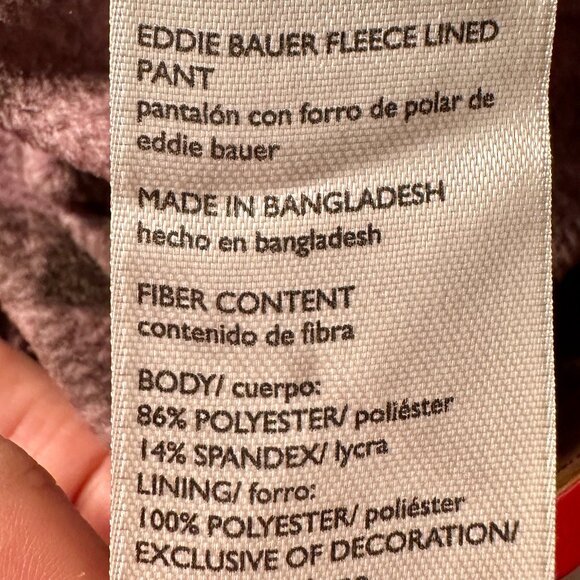 EDDIE BAUER FLEECE LINED
PANT
pantalón con forro de polar de
eddie bauer
MADE IN BANGLADESH
hecho en bangladesh
FIBER CONTENT
contenido de fibra
BODY/ cuerpo:
86% POLYESTER/ poliéster
14% SPANDEX/ lycra
LINING/ forro:
100% POLYESTER/ poliéster
EXCLUSIVE OF DECORATION/